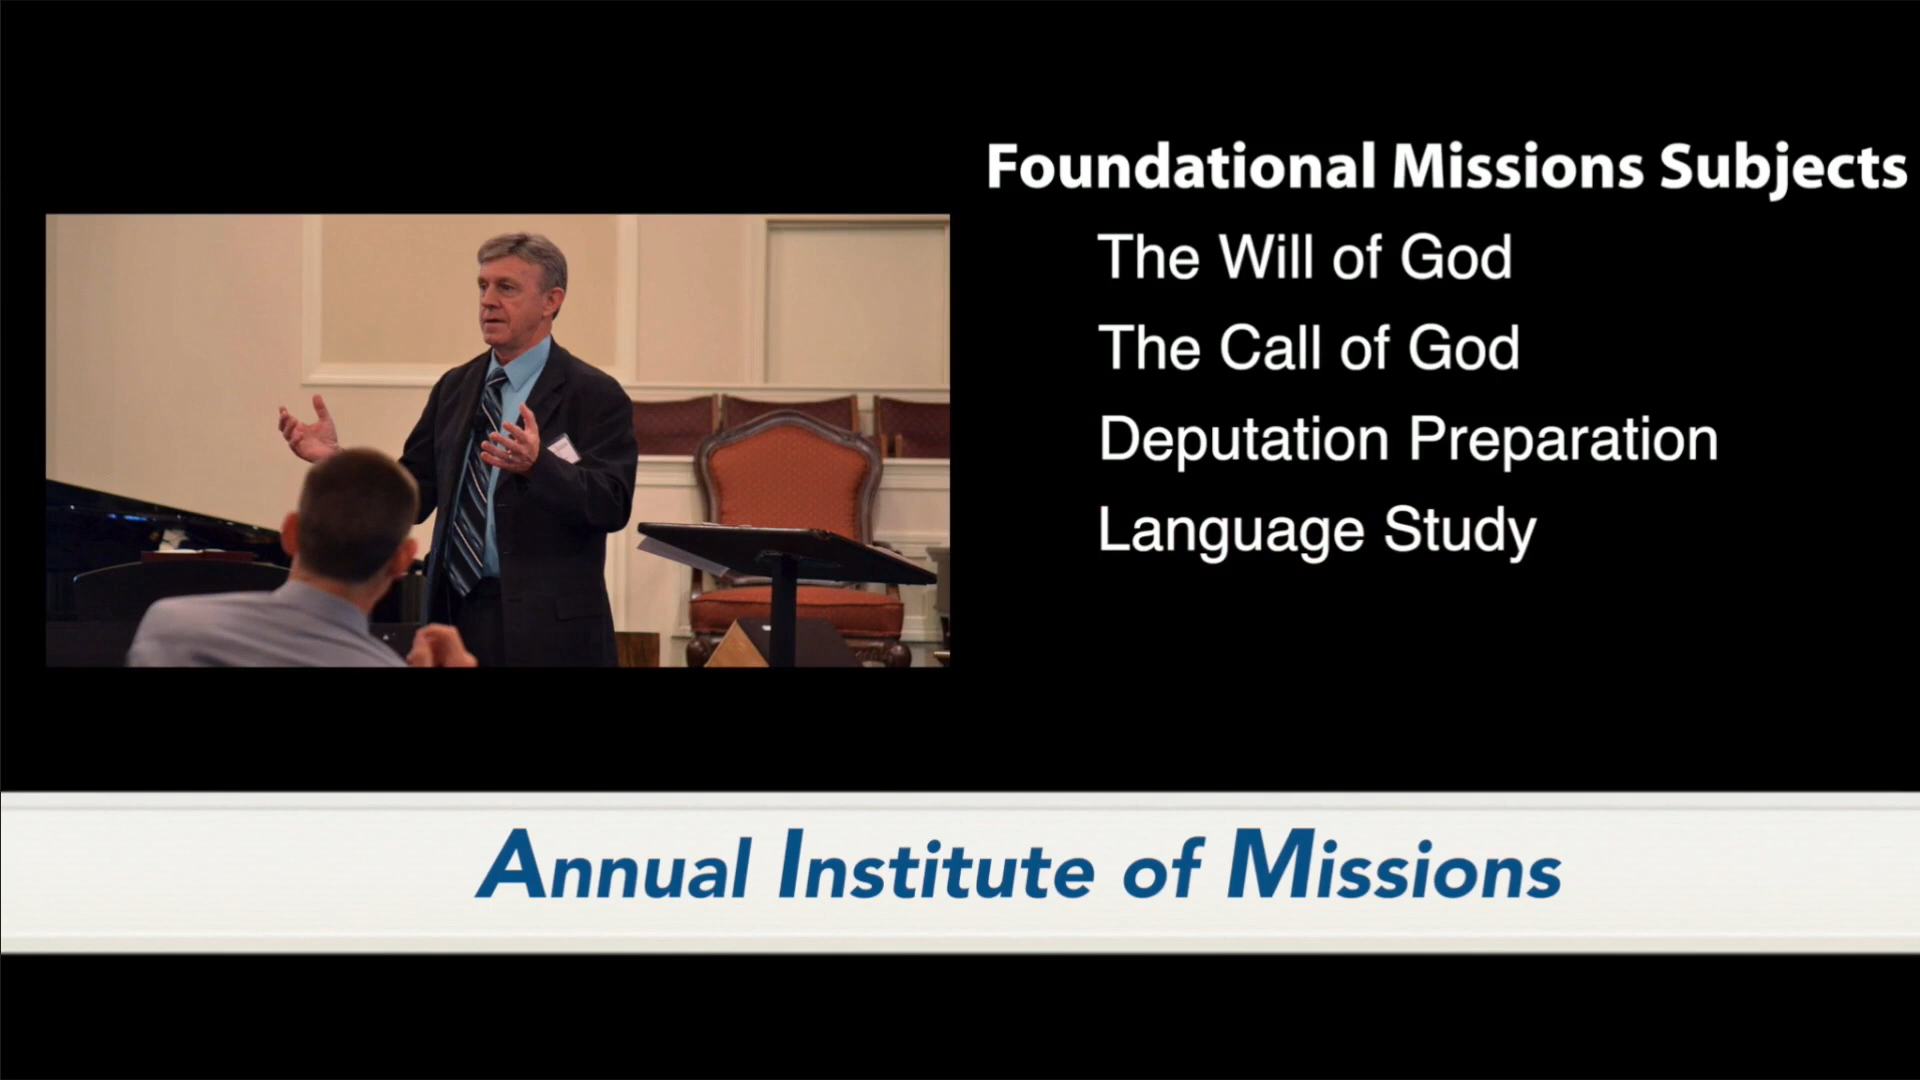 Foundational Missions Subjects
The Will of God
The Call of God
Deputation Preparation
Language Study
Annual Institute of Missions